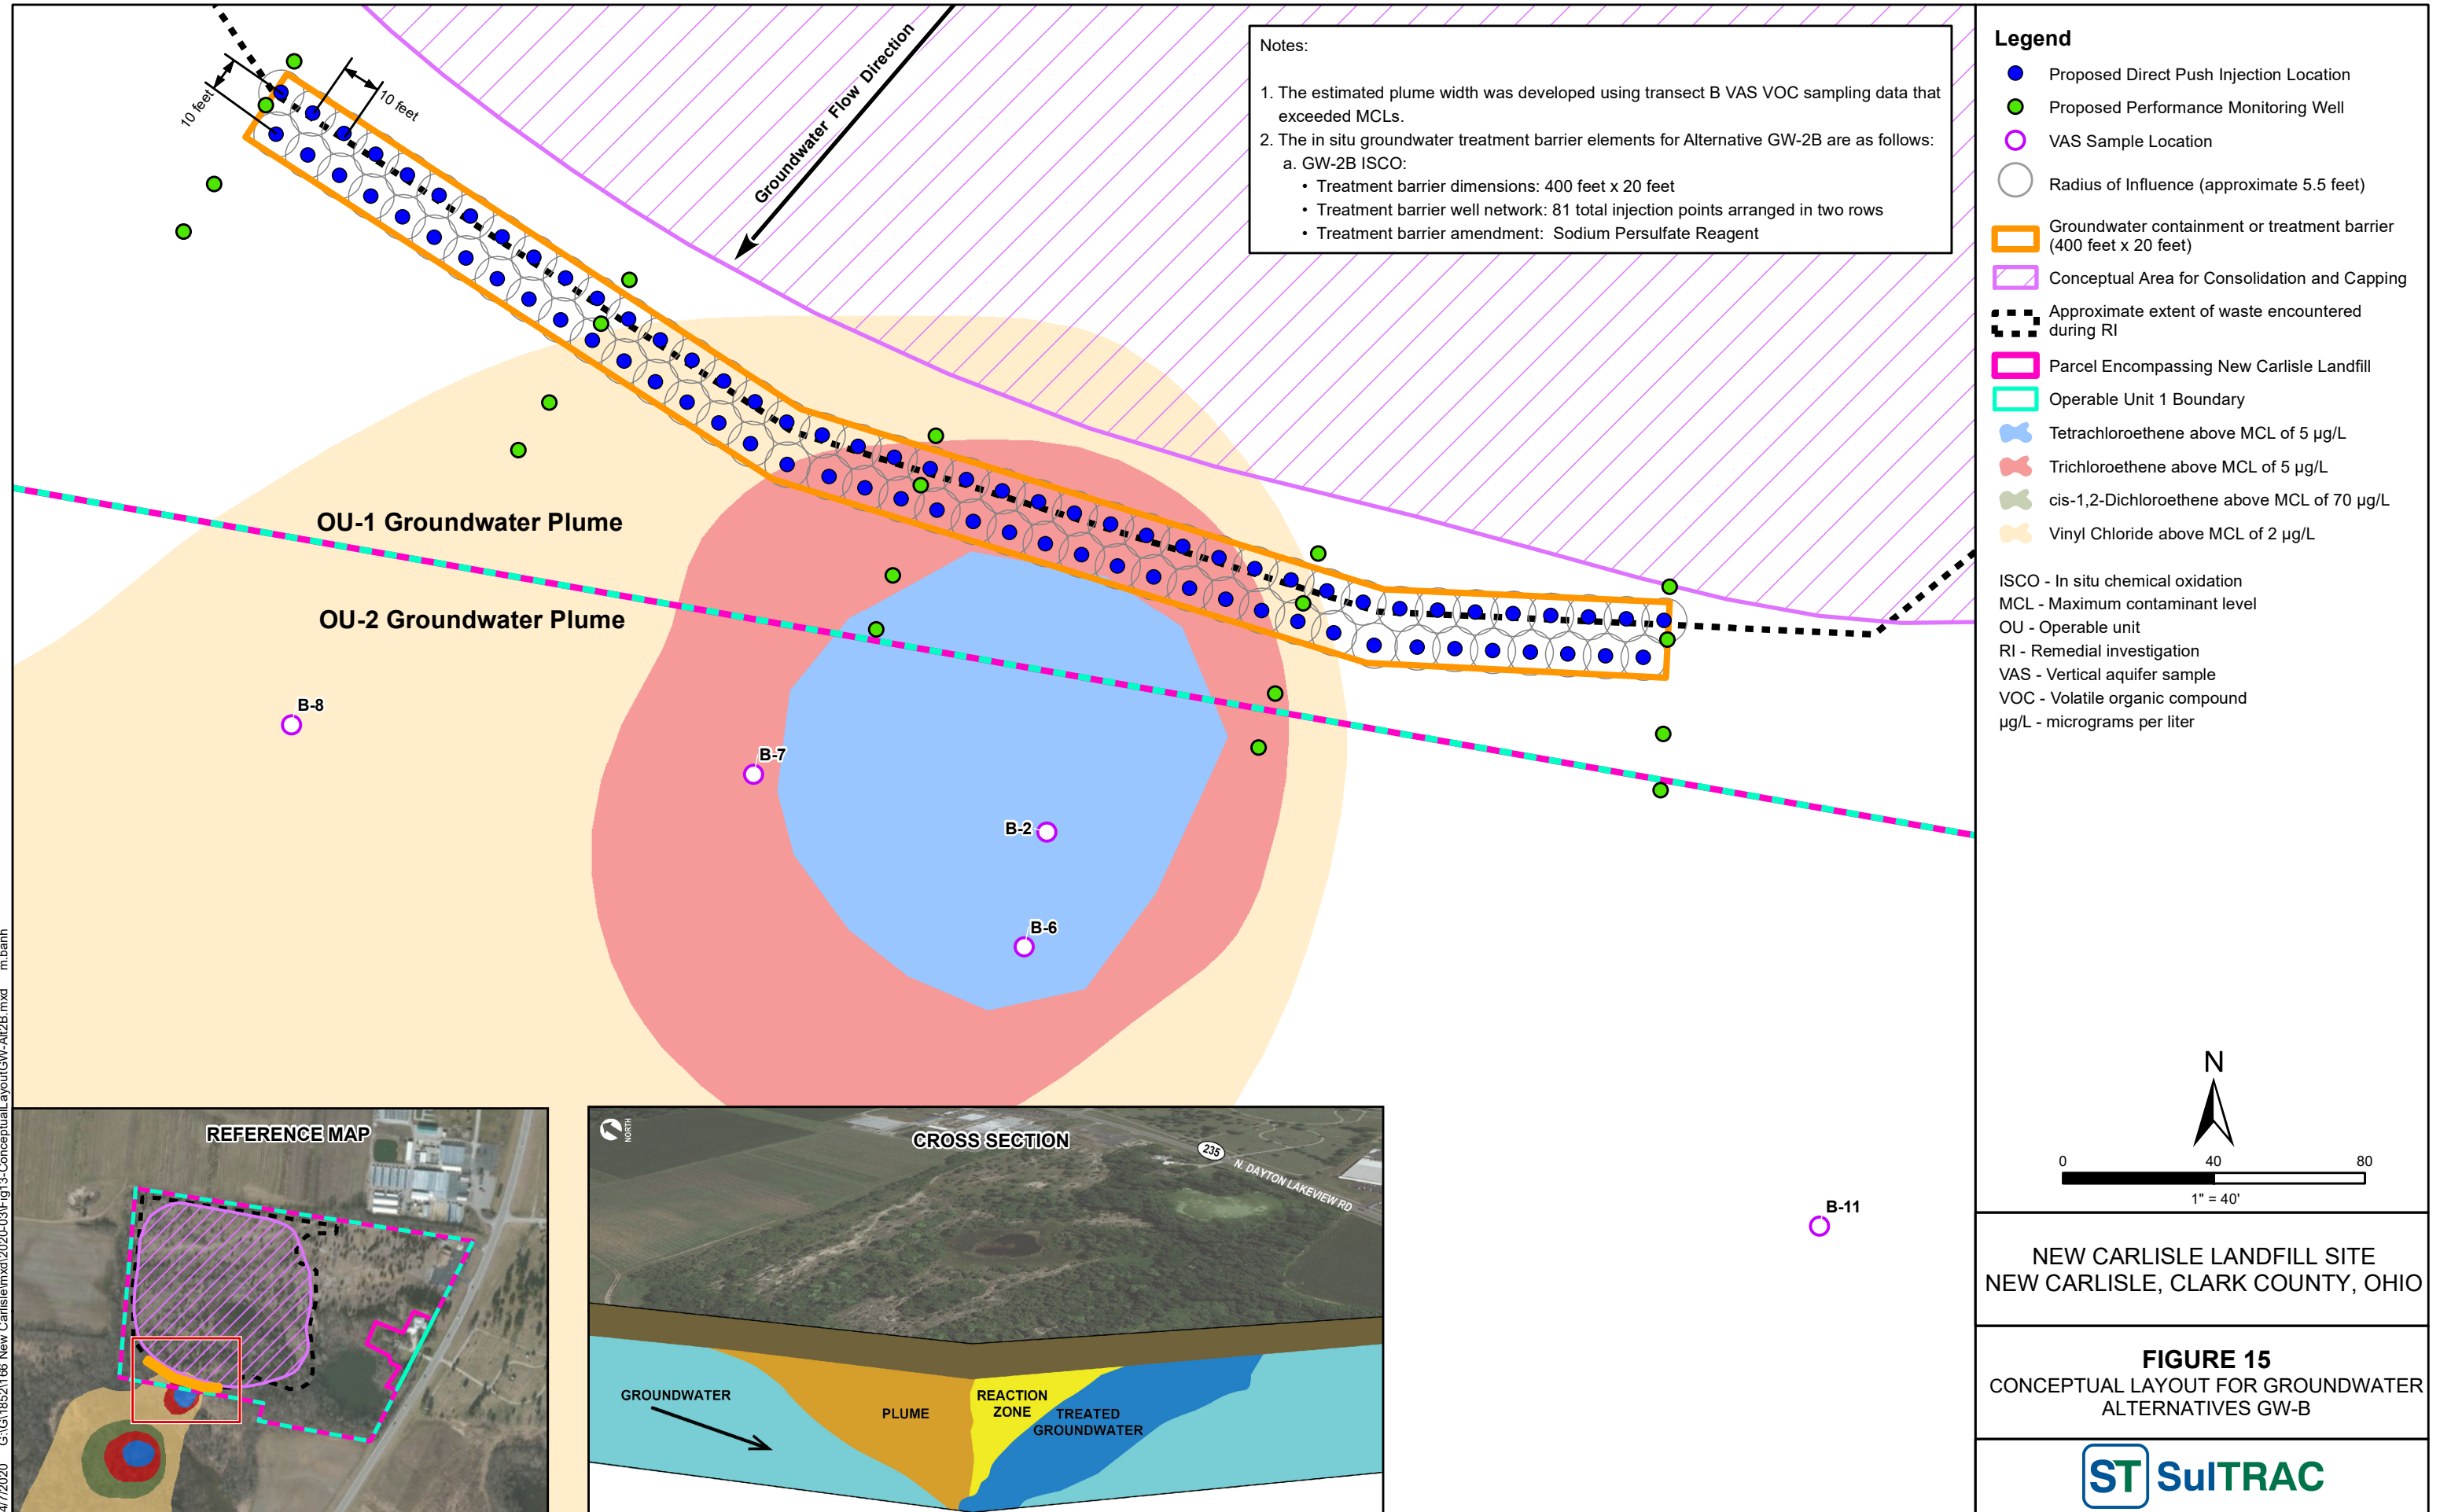 Notes:
1. The estimated plume width was developed using transect B VAS VOC sampling data that
exceeded MCLs.
2. The in situ groundwater treatment barrier elements for Alternative GW-2B are as follows:
a. GW-2B ISCO:
• Treatment barrier dimensions: 400 feet x 20 feet
• Treatment barrier well network: 81 total injection points arranged in two rows
• Treatment barrier amendment: Sodium Persulfate Reagent
10 feet
10 feet
Groundwater Flow Direction
OU-1 Groundwater Plume
OU-2 Groundwater Plume
B-8
B-7
B-2
B-6
B-11
REFERENCE MAP
CROSS SECTION
NORTH
235
N. DAYTON LAKEVIEW RD
GROUNDWATER
PLUME
REACTION
ZONE
TREATED
GROUNDWATER
Legend
Proposed Direct Push Injection Location
Proposed Performance Monitoring Well
VAS Sample Location
Radius of Influence (approximate 5.5 feet)
Groundwater containment or treatment barrier
(400 feet x 20 feet)
Conceptual Area for Consolidation and Capping
Approximate extent of waste encountered
during RI
Parcel Encompassing New Carlisle Landfill
Operable Unit 1 Boundary
Tetrachloroethene above MCL of 5 µg/L
Trichloroethene above MCL of 5 µg/L
cis-1,2-Dichloroethene above MCL of 70 µg/L
Vinyl Chloride above MCL of 2 µg/L
ISCO - In situ chemical oxidation
MCL - Maximum contaminant level
OU - Operable unit
RI - Remedial investigation
VAS - Vertical aquifer sample
VOC - Volatile organic compound
µg/L - micrograms per liter
N
0 40 80
1" = 40'
NEW CARLISLE LANDFILL SITE
NEW CARLISLE, CLARK COUNTY, OHIO
FIGURE 15
CONCEPTUAL LAYOUT FOR GROUNDWATER
ALTERNATIVES GW-B
ST SulTRAC
4/7/2020 m.banh